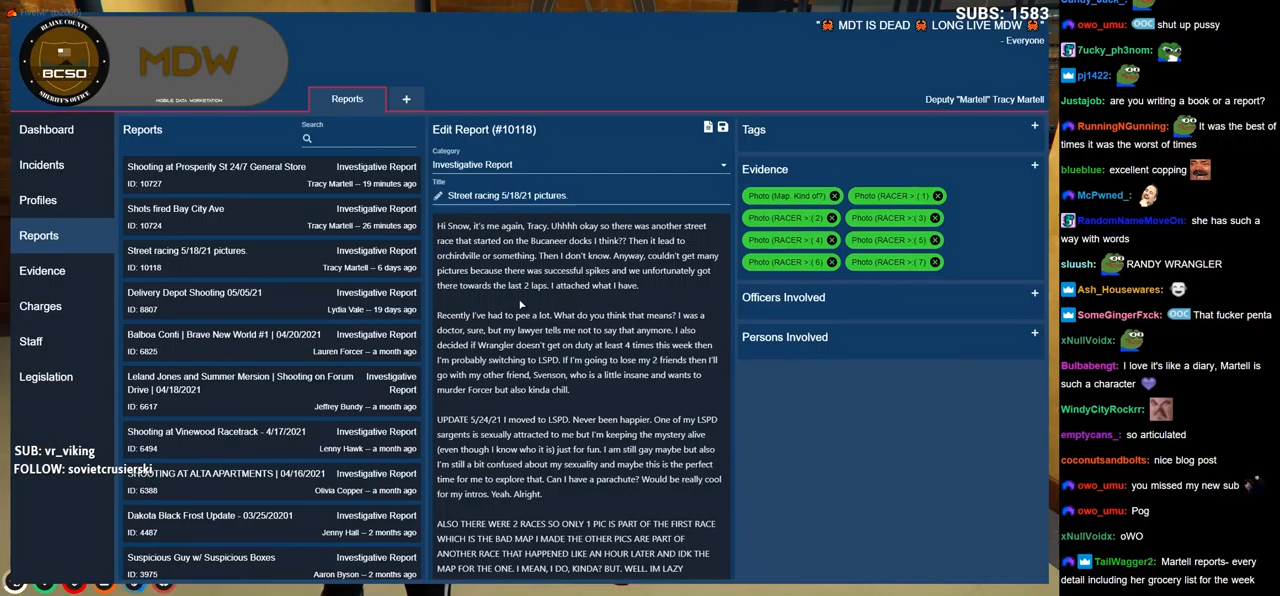 FiveM® (b20
SUBS: 1583
BLAINE COUNTY
BCSO
SHERIFF'S OFFICE
MDW
MOBILE DATA WORKSTATION
" 🦀 MDT IS DEAD 🦀 LONG LIVE MDW 🦀 "
- Everyone
Reports
+
Deputy "Martell" Tracy Martell
Dashboard
Incidents
Profiles
Reports
Evidence
Charges
Staff
Legislation
SUB: vr_viking
FOLLOW: sovietcrusierski
Reports
Search
Shooting at Prosperity St 24/7 General Store Investigative Report
ID: 10727 Tracy Martell – 19 minutes ago
Shots fired Bay City Ave Investigative Report
ID: 10724 Tracy Martell – 26 minutes ago
Street racing 5/18/21 pictures. Investigative Report
ID: 10118 Tracy Martell – 6 days ago
Delivery Depot Shooting 05/05/21 Investigative Report
ID: 8807 Lydia Vale – 19 days ago
Balboa Conti | Brave New World #1 | 04/20/2021 Investigative Report
ID: 6825 Lauren Forcer – a month ago
Leland Jones and Summer Mersion | Shooting on Forum Investigative
Drive | 04/18/2021 Report
ID: 6617 Jeffrey Bundy – a month ago
Shooting at Vinewood Racetrack - 4/17/2021 Investigative Report
ID: 6494 Lenny Hawk – a month ago
SHOOTING AT ALTA APARTMENTS | 04/16/2021 Investigative Report
ID: 6388 Olivia Copper – a month ago
Dakota Black Frost Update - 03/25/20201 Investigative Report
ID: 4487 Jenny Hall – 2 months ago
Suspicious Guy w/ Suspicious Boxes Investigative Report
ID: 3975 Aaron Byson – 2 months ago
Edit Report (#10118)
Category
Investigative Report
Title
Street racing 5/18/21 pictures.
Hi Snow, it's me again, Tracy. Uhhhh okay so there was another street
race that started on the Bucaneer docks I think?? Then it lead to
orchirdville or something. Then I don't know. Anyway, couldn't get many
pictures because there was successful spikes and we unfortunately got
there towards the last 2 laps. I attached what I have.
Recently I've had to pee a lot. What do you think that means? I was a
doctor, sure, but my lawyer tells me not to say that anymore. I also
decided if Wrangler doesn't get on duty at least 4 times this week then
I'm probably switching to LSPD. If I'm going to lose my 2 friends then I'll
go with my other friend, Svenson, who is a little insane and wants to
murder Forcer but also kinda chill.
UPDATE 5/24/21 I moved to LSPD. Never been happier. One of my LSPD
sargents is sexually attracted to me but I'm keeping the mystery alive
(even though I know who it is) just for fun. I am still gay maybe but also
I'm still a bit confused about my sexuality and maybe this is the perfect
time for me to explore that. Can I have a parachute? Would be really cool
for my intros. Yeah. Alright.
ALSO THERE WERE 2 RACES SO ONLY 1 PIC IS PART OF THE FIRST RACE
WHICH IS THE BAD MAP I MADE THE OTHER PICS ARE PART OF
ANOTHER RACE THAT HAPPENED LIKE AN HOUR LATER AND IDK THE
MAP FOR THE ONE. I MEAN, I DO, KINDA? BUT. WELL. IM LAZY
Tags +
Evidence +
Photo (Map. Kind of?) Photo (RACER > ( 1)
Photo (RACER > ( 2) Photo (RACER > ( 3)
Photo (RACER > ( 4) Photo (RACER > ( 5)
Photo (RACER > ( 6) Photo (RACER > ( 7)
Officers Involved +
Persons Involved +
owo_umu: OOC shut up pussy
7ucky_ph3nom:
pj1422:
Justajob: are you writing a book or a report?
RunningNGunning: It was the best of
times it was the worst of times
blueblue: excellent copping
McPwned_:
RandomNameMoveOn: she has such a
way with words
sluush: RANDY WRANGLER
Ash_Housewares:
SomeGingerFxck: OOC That fucker penta
xNullVoidx:
Bulbabengt: I love it's like a diary, Martell is
such a character 💜
WindyCityRockrr:
emptycans_: so articulated
coconutsandbolts: nice blog post
owo_umu: you missed my new sub
owo_umu: Pog
xNullVoidx: oWO
TailWagger2: Martell reports- every
detail including her grocery list for the week